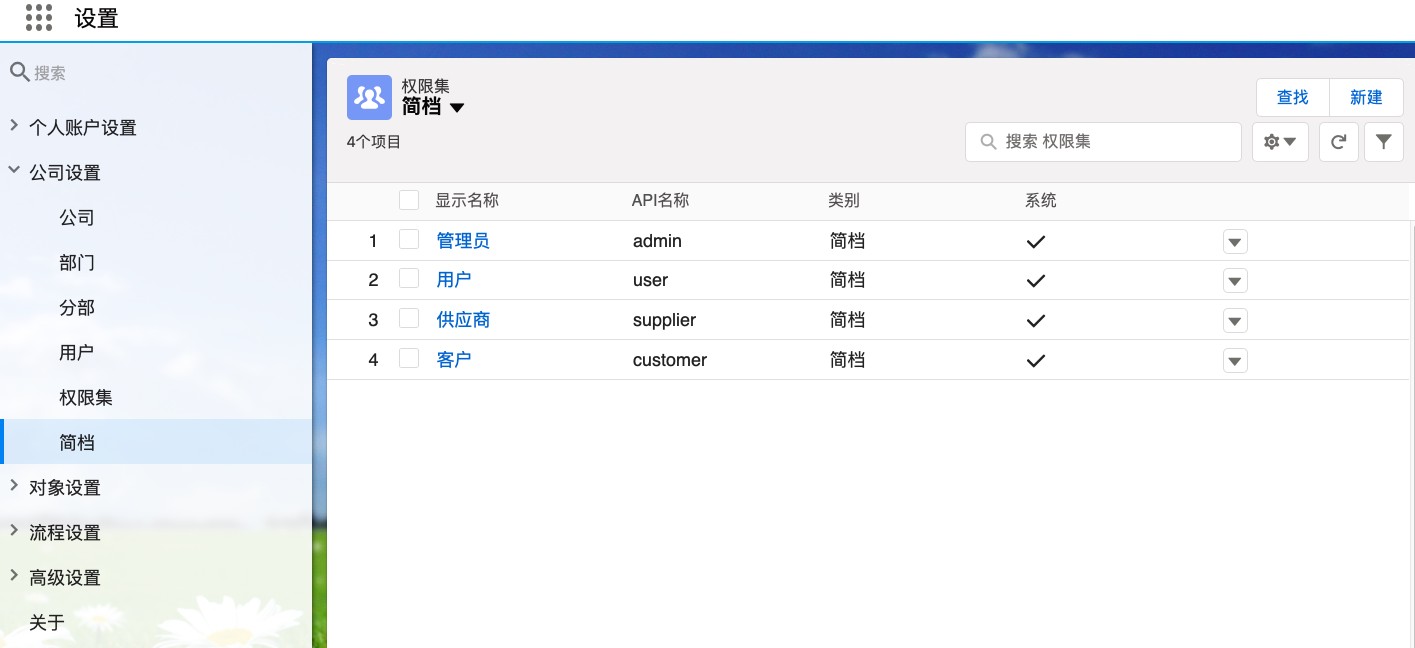 设置
搜索
个人账户设置
公司设置
公司
部门
分部
用户
权限集
简档
对象设置
流程设置
高级设置
关于
权限集
简档
4个项目
查找 新建
搜索 权限集
显示名称 API名称 类别 系统
1 管理员 admin 简档
2 用户 user 简档
3 供应商 supplier 简档
4 客户 customer 简档